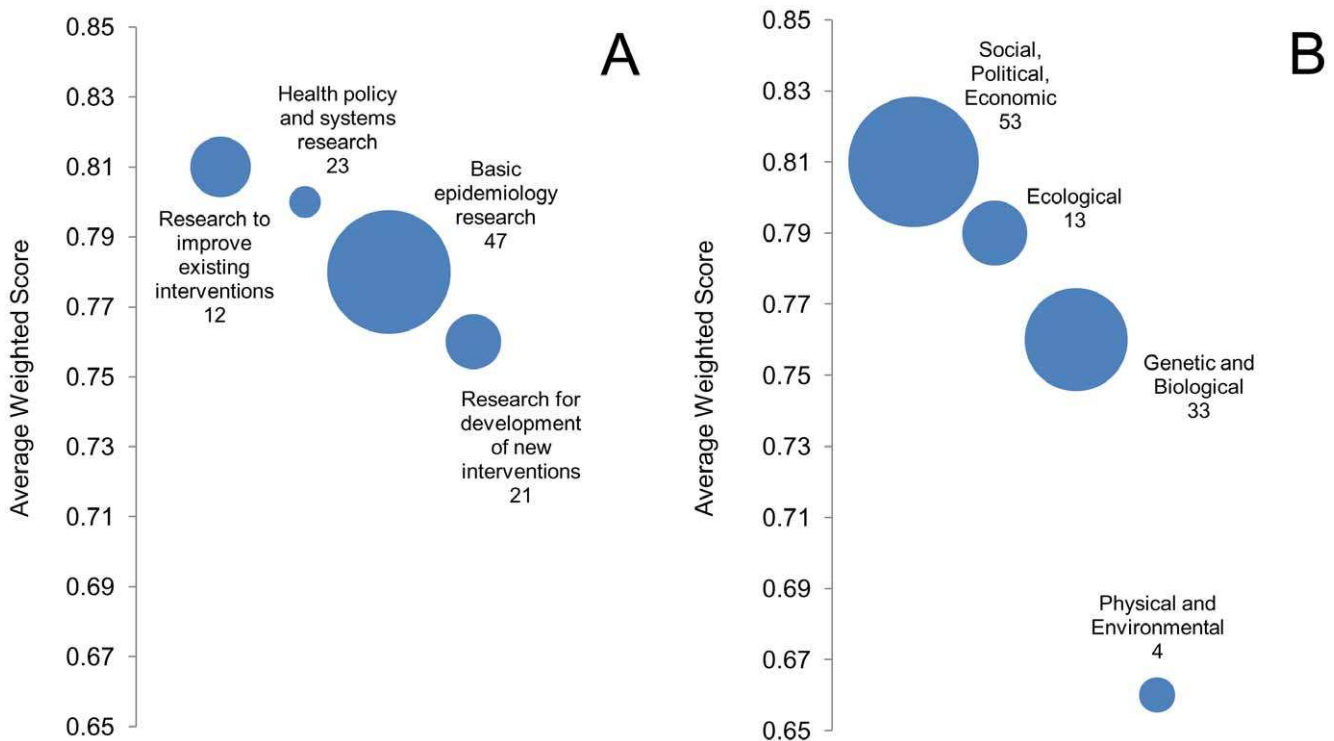 A
Average Weighted Score
0.85
0.83
0.81
0.79
0.77
0.75
0.73
0.71
0.69
0.67
0.65
Research to
improve
existing
interventions
12
Health policy
and systems
research
23
Basic
epidemiology
research
47
Research for
development
of new
interventions
21
B
Average Weighted Score
0.85
0.83
0.81
0.79
0.77
0.75
0.73
0.71
0.69
0.67
0.65
Social,
Political,
Economic
53
Ecological
13
Genetic and
Biological
33
Physical and
Environmental
4